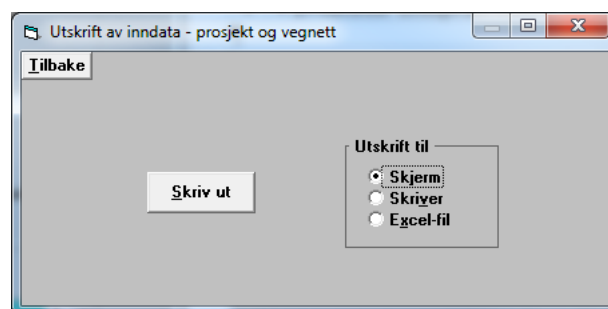 Utskrift av inndata - prosjekt og vegnett
Tilbake
Utskrift til
Skjerm
Skriv ut
Skriver
Excel-fil